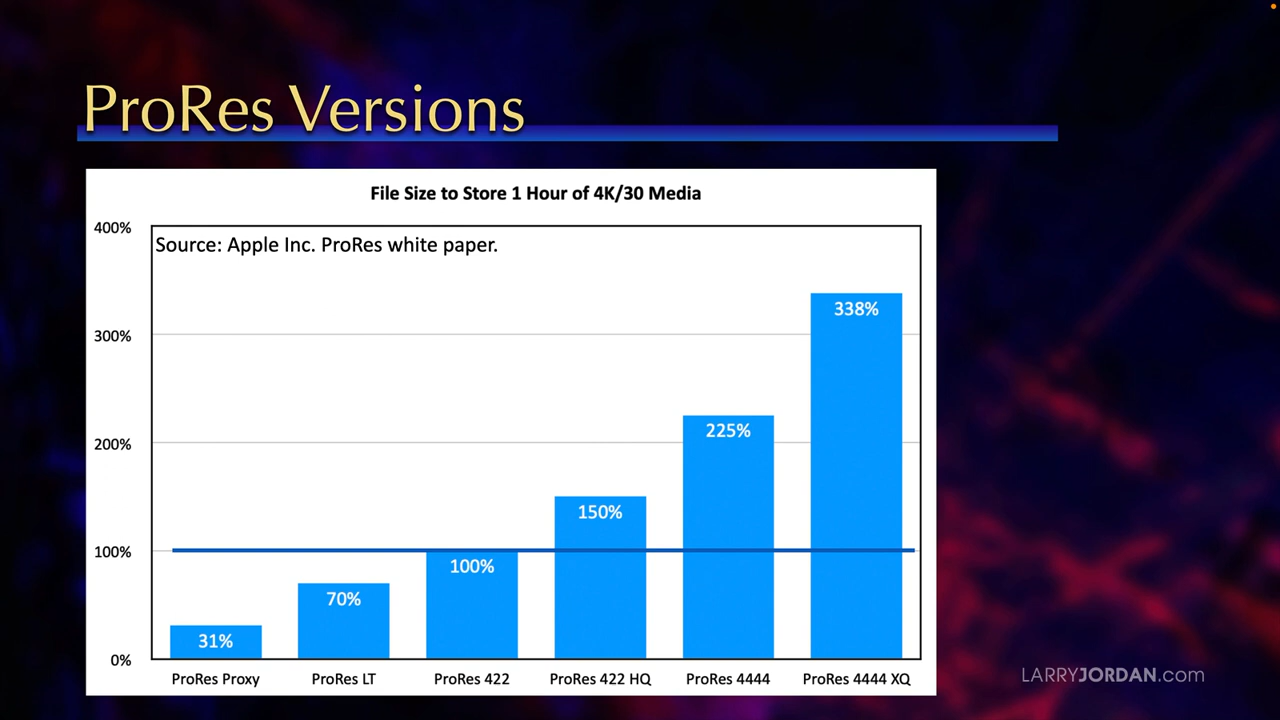 ProRes Versions
File Size to Store 1 Hour of 4K/30 Media
400%
Source: Apple Inc. ProRes white paper.
338%
300%
225%
200%
150%
100%
100%
70%
31%
0%
ProRes Proxy ProRes LT ProRes 422 ProRes 422 HQ ProRes 4444 ProRes 4444 XQ
LARRYJORDAN.com